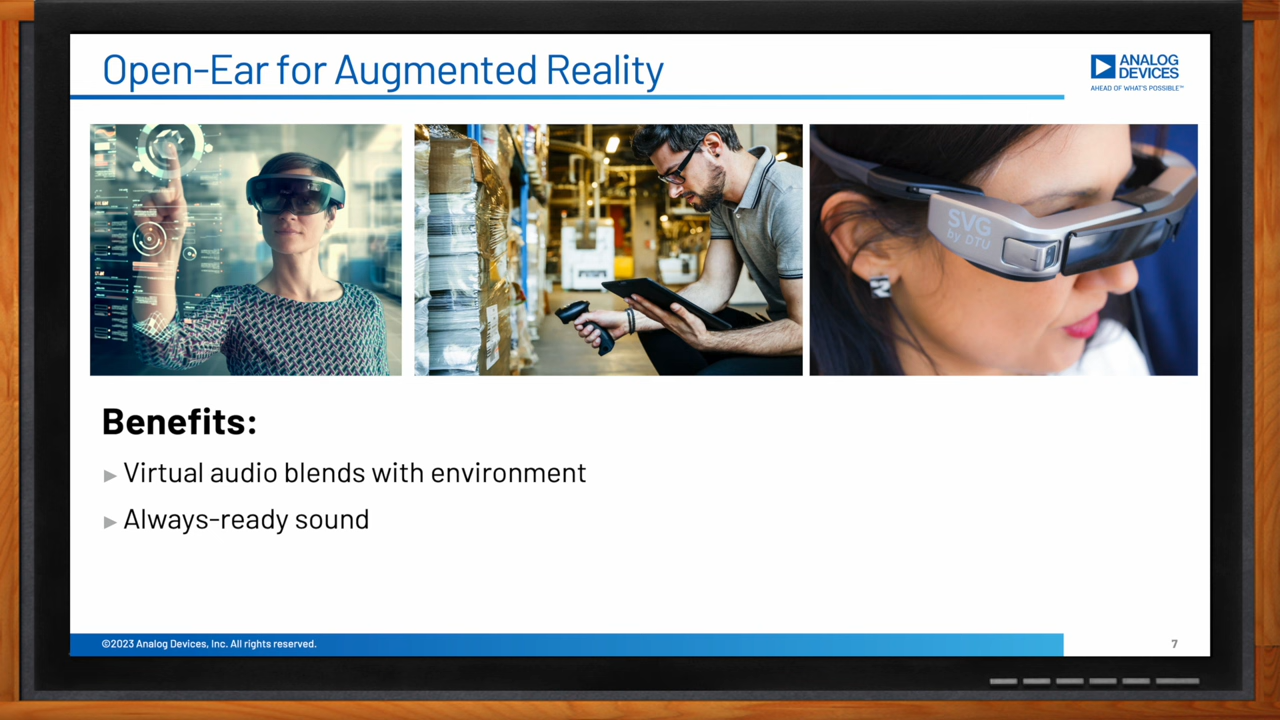 Open-Ear for Augmented Reality
ANALOG
DEVICES
AHEAD OF WHAT'S POSSIBLE™
SVG
by DTU
Benefits:
Virtual audio blends with environment
Always-ready sound
©2023 Analog Devices, Inc. All rights reserved.
7